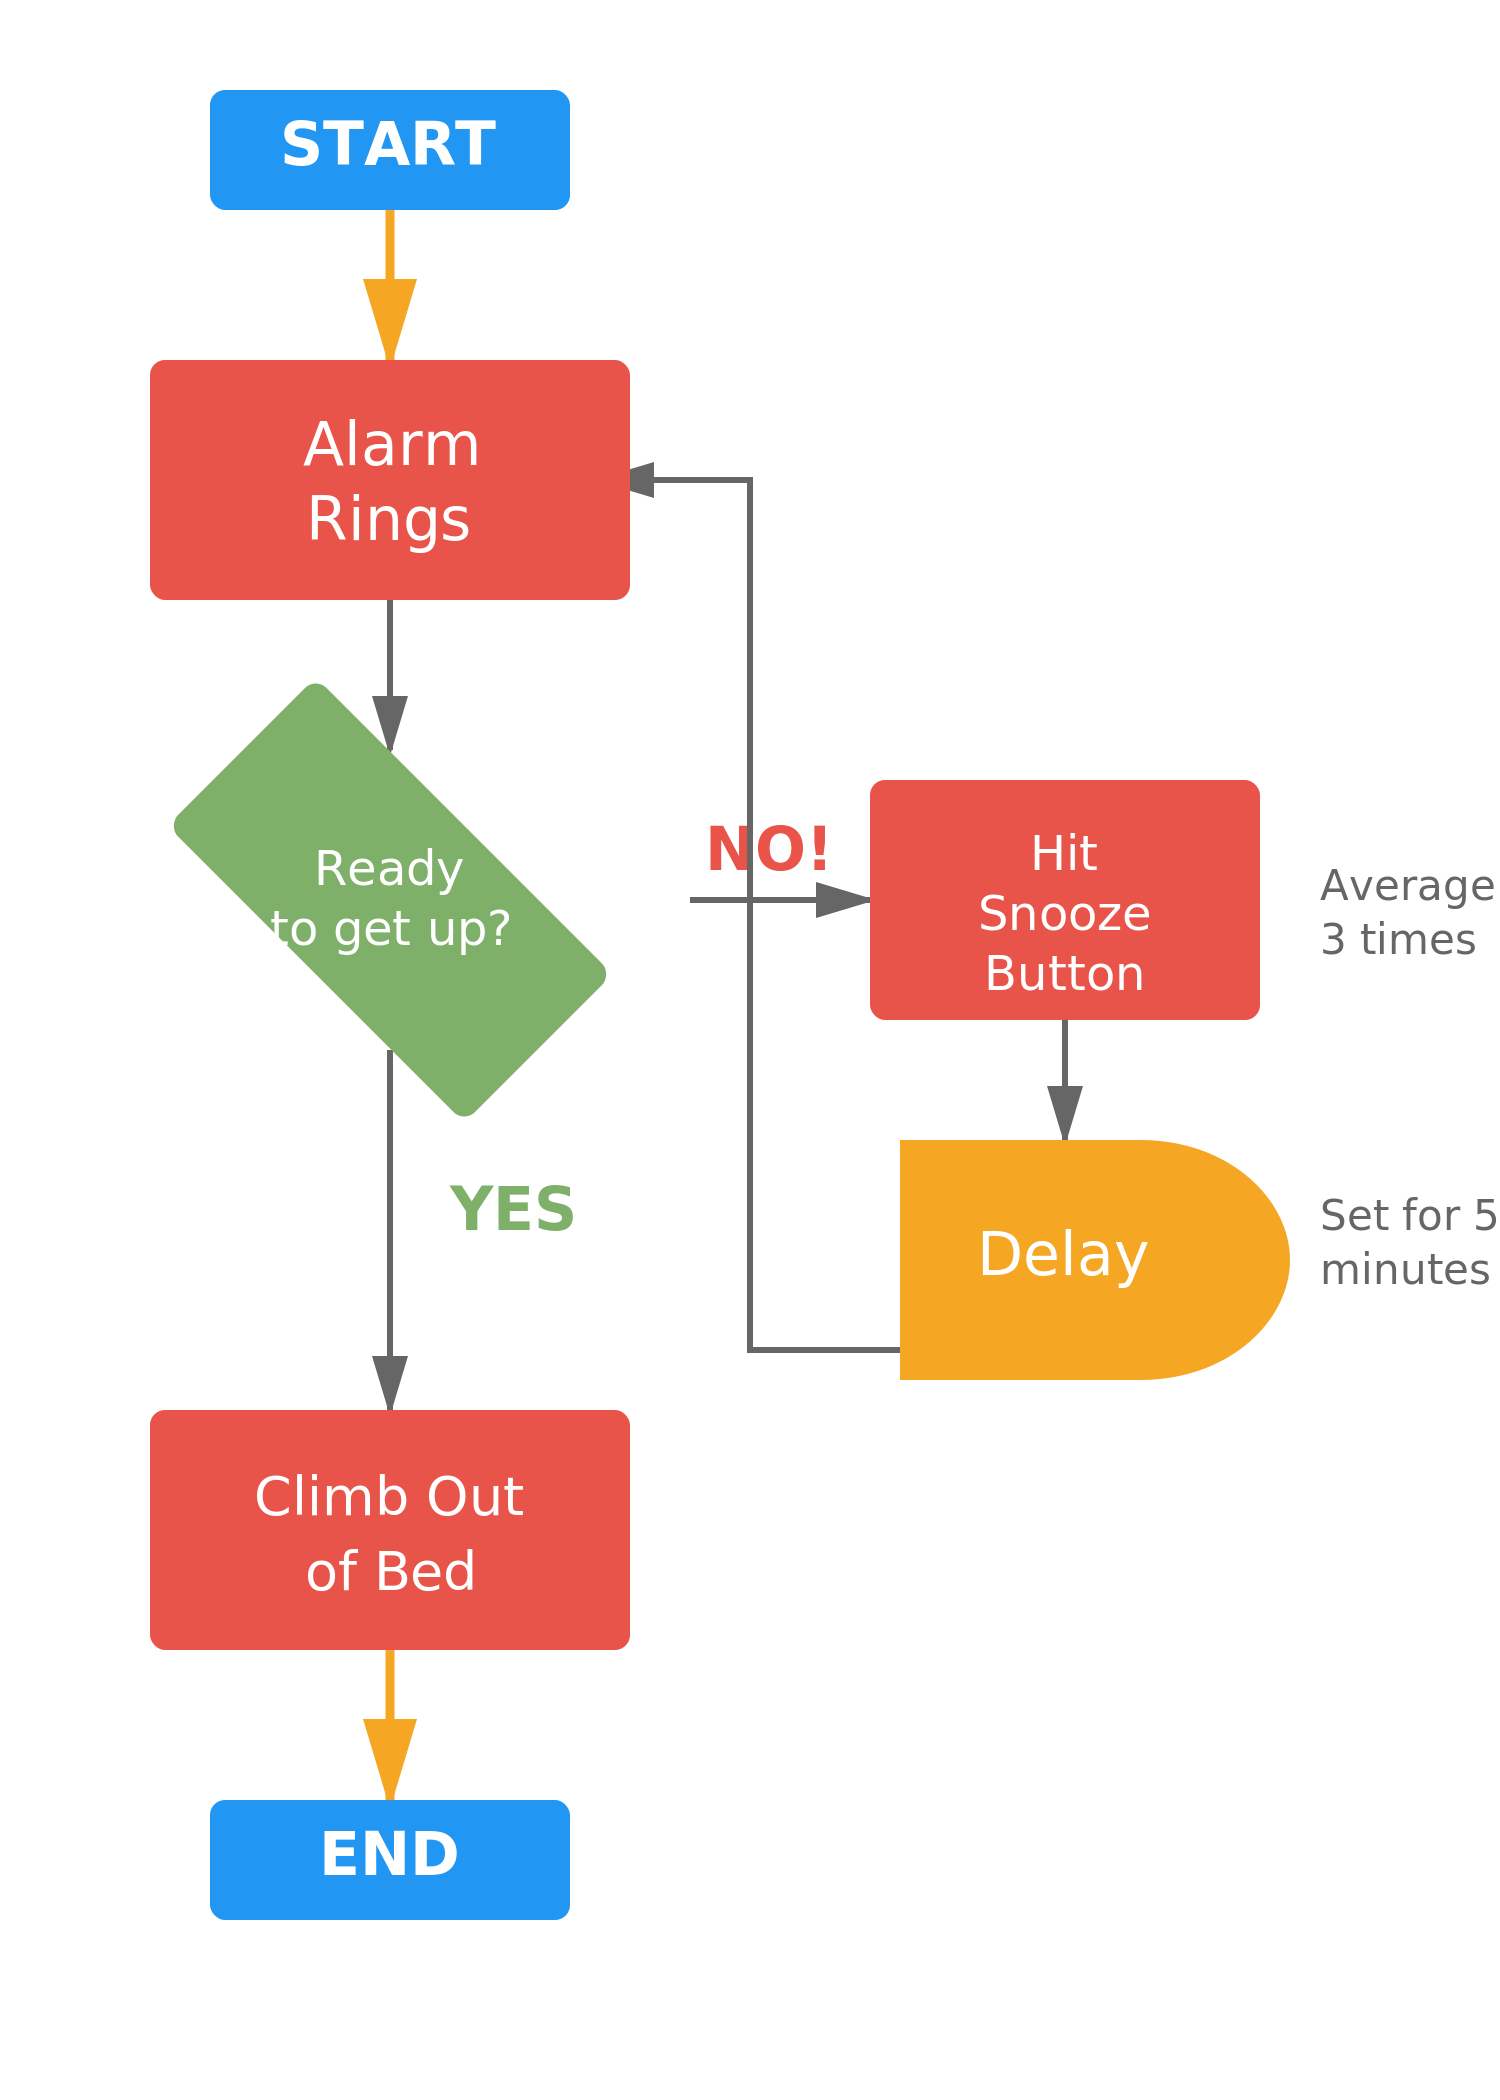 START
Alarm
Rings
Ready
to get up?
NO!
Hit
Snooze
Button
Average
3 times
YES
Delay
Set for 5
minutes
Climb Out
of Bed
END